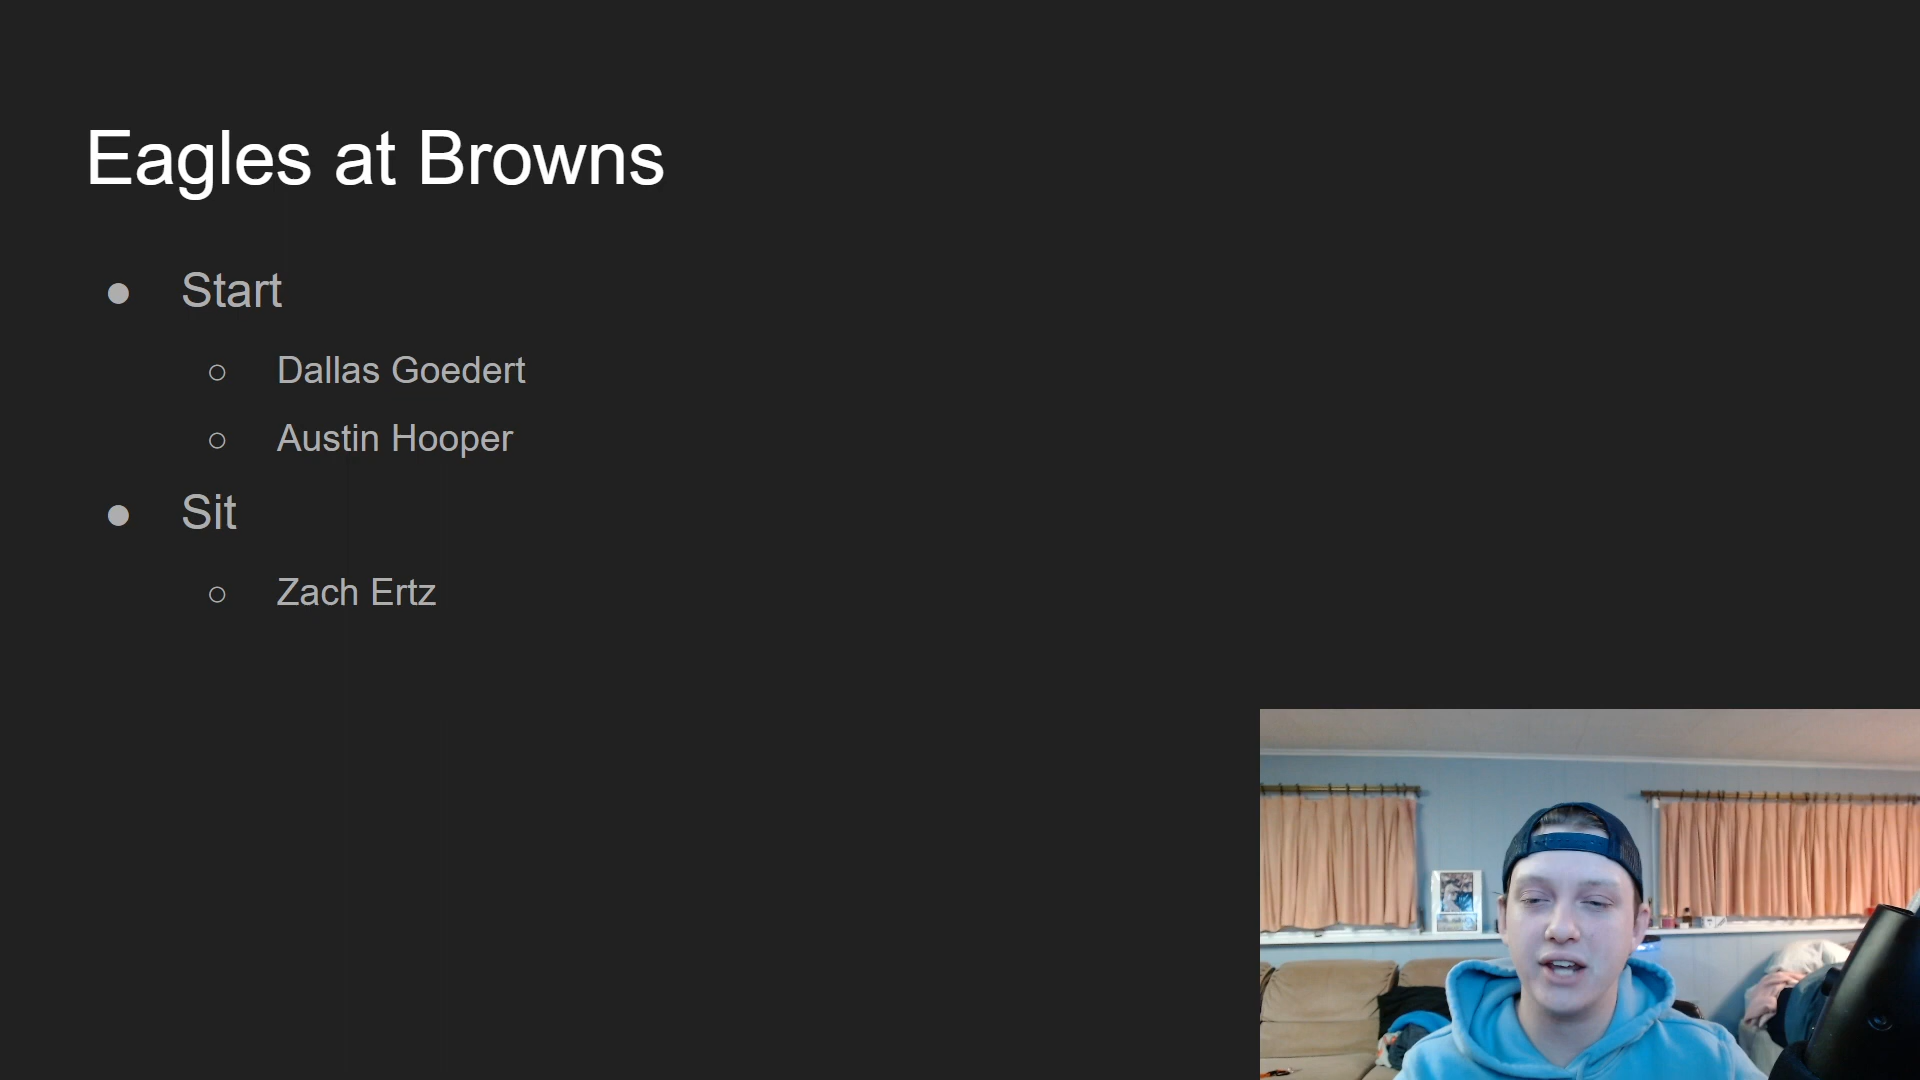 Eagles at Browns
● Start
○ Dallas Goedert
○ Austin Hooper
● Sit
○ Zach Ertz